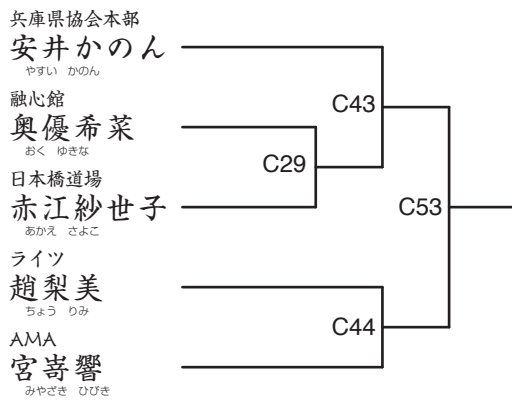 兵庫県協会本部
安井かのん
やすい かのん
C43
融心館
奥優希菜
おく ゆきな
C29
日本橋道場
赤江紗世子
あかえ さよこ
C53
ライツ
趙梨美
ちょう りみ
C44
AMA
宮嵜響
みやざき ひびき